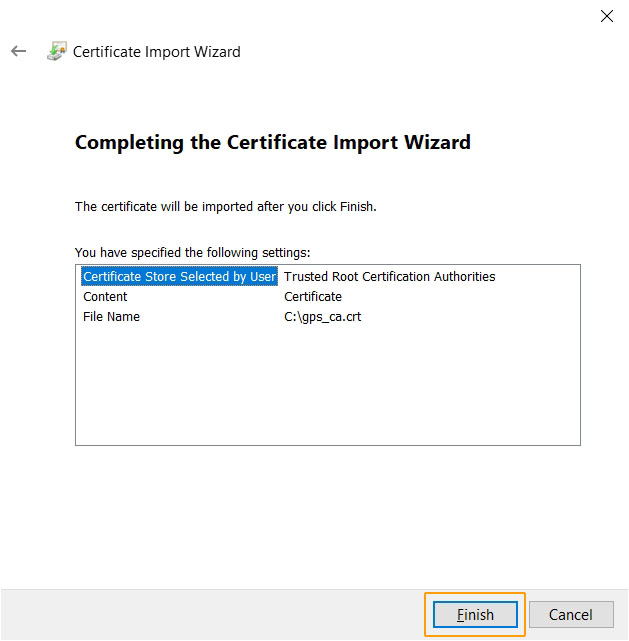 Certificate Import Wizard
Completing the Certificate Import Wizard
The certificate will be imported after you click Finish.
You have specified the following settings:
Certificate Store Selected by User Trusted Root Certification Authorities
Content Certificate
File Name C:\gps_ca.crt
Finish Cancel